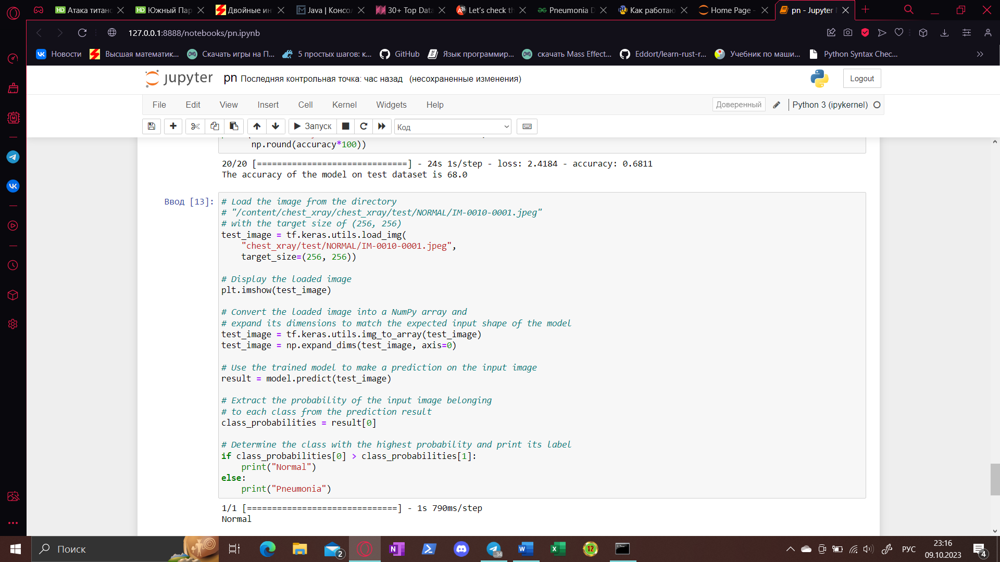 Атака титанс
Южный Пар
Двойные ин
Java | Консол
30+ Top Data
Let's check th
Pneumonia D
Как работаю
Home Page -
pn - Jupyter
127.0.0.1:8888/notebooks/pn.ipynb
Новости
Высшая математик...
Скачать игры на П...
5 простых шагов: к...
GitHub
Язык программир...
скачать Mass Effect...
Eddort/learn-rust-r...
Учебник по маши...
Python Syntax Chec...
jupyter pn Последняя контрольная точка: час назад (несохраненные изменения)
Logout
File Edit View Insert Cell Kernel Widgets Help
Доверенный
Python 3 (ipykernel)
Запуск
Код
np.round(accuracy*100))
20/20 [==============================] - 24s 1s/step - loss: 2.4184 - accuracy: 0.6811
The accuracy of the model on test dataset is 68.0
Ввод [13]:
# Load the image from the directory
# "/content/chest_xray/chest_xray/test/NORMAL/IM-0010-0001.jpeg"
# with the target size of (256, 256)
test_image = tf.keras.utils.load_img(
    "chest_xray/test/NORMAL/IM-0010-0001.jpeg",
    target_size=(256, 256))
# Display the loaded image
plt.imshow(test_image)
# Convert the loaded image into a NumPy array and
# expand its dimensions to match the expected input shape of the model
test_image = tf.keras.utils.img_to_array(test_image)
test_image = np.expand_dims(test_image, axis=0)
# Use the trained model to make a prediction on the input image
result = model.predict(test_image)
# Extract the probability of the input image belonging
# to each class from the prediction result
class_probabilities = result[0]
# Determine the class with the highest probability and print its label
if class_probabilities[0] > class_probabilities[1]:
    print("Normal")
else:
    print("Pneumonia")
1/1 [==============================] - 1s 790ms/step
Normal
Поиск
2
34
12
РУС
23:16
09.10.2023
4